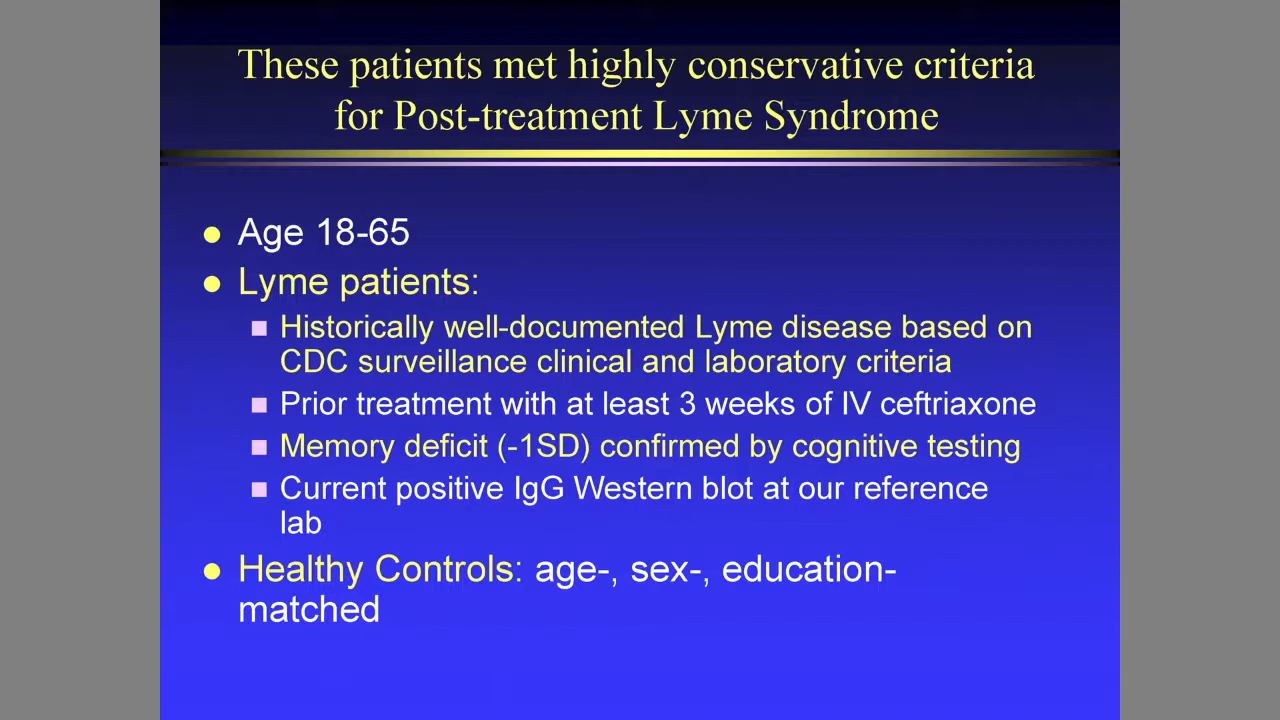 These patients met highly conservative criteria
for Post-treatment Lyme Syndrome
Age 18-65
Lyme patients:
Historically well-documented Lyme disease based on
CDC surveillance clinical and laboratory criteria
Prior treatment with at least 3 weeks of IV ceftriaxone
Memory deficit (-1SD) confirmed by cognitive testing
Current positive IgG Western blot at our reference
lab
Healthy Controls: age-, sex-, education-
matched